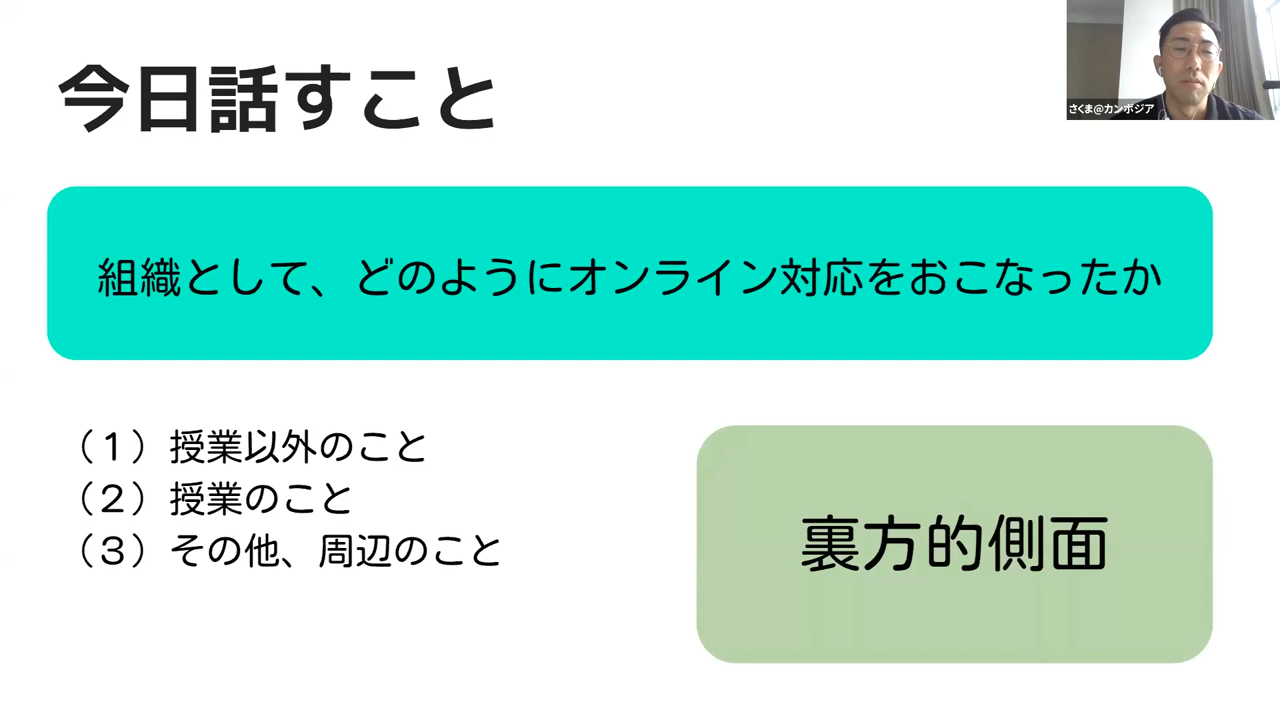 今日話すこと
さくま@カンボジア
組織として、どのようにオンライン対応をおこなったか
（１）授業以外のこと
（２）授業のこと
（３）その他、周辺のこと
裏方的側面